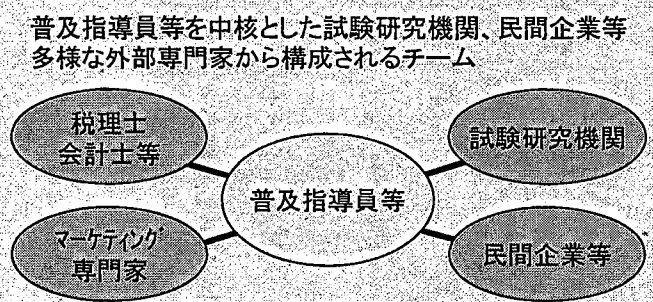 普及指導員等を中核とした試験研究機関、民間企業等
多様な外部専門家から構成されるチーム
税理士
会計士等
試験研究機関
普及指導員等
マーケティング
専門家
民間企業等